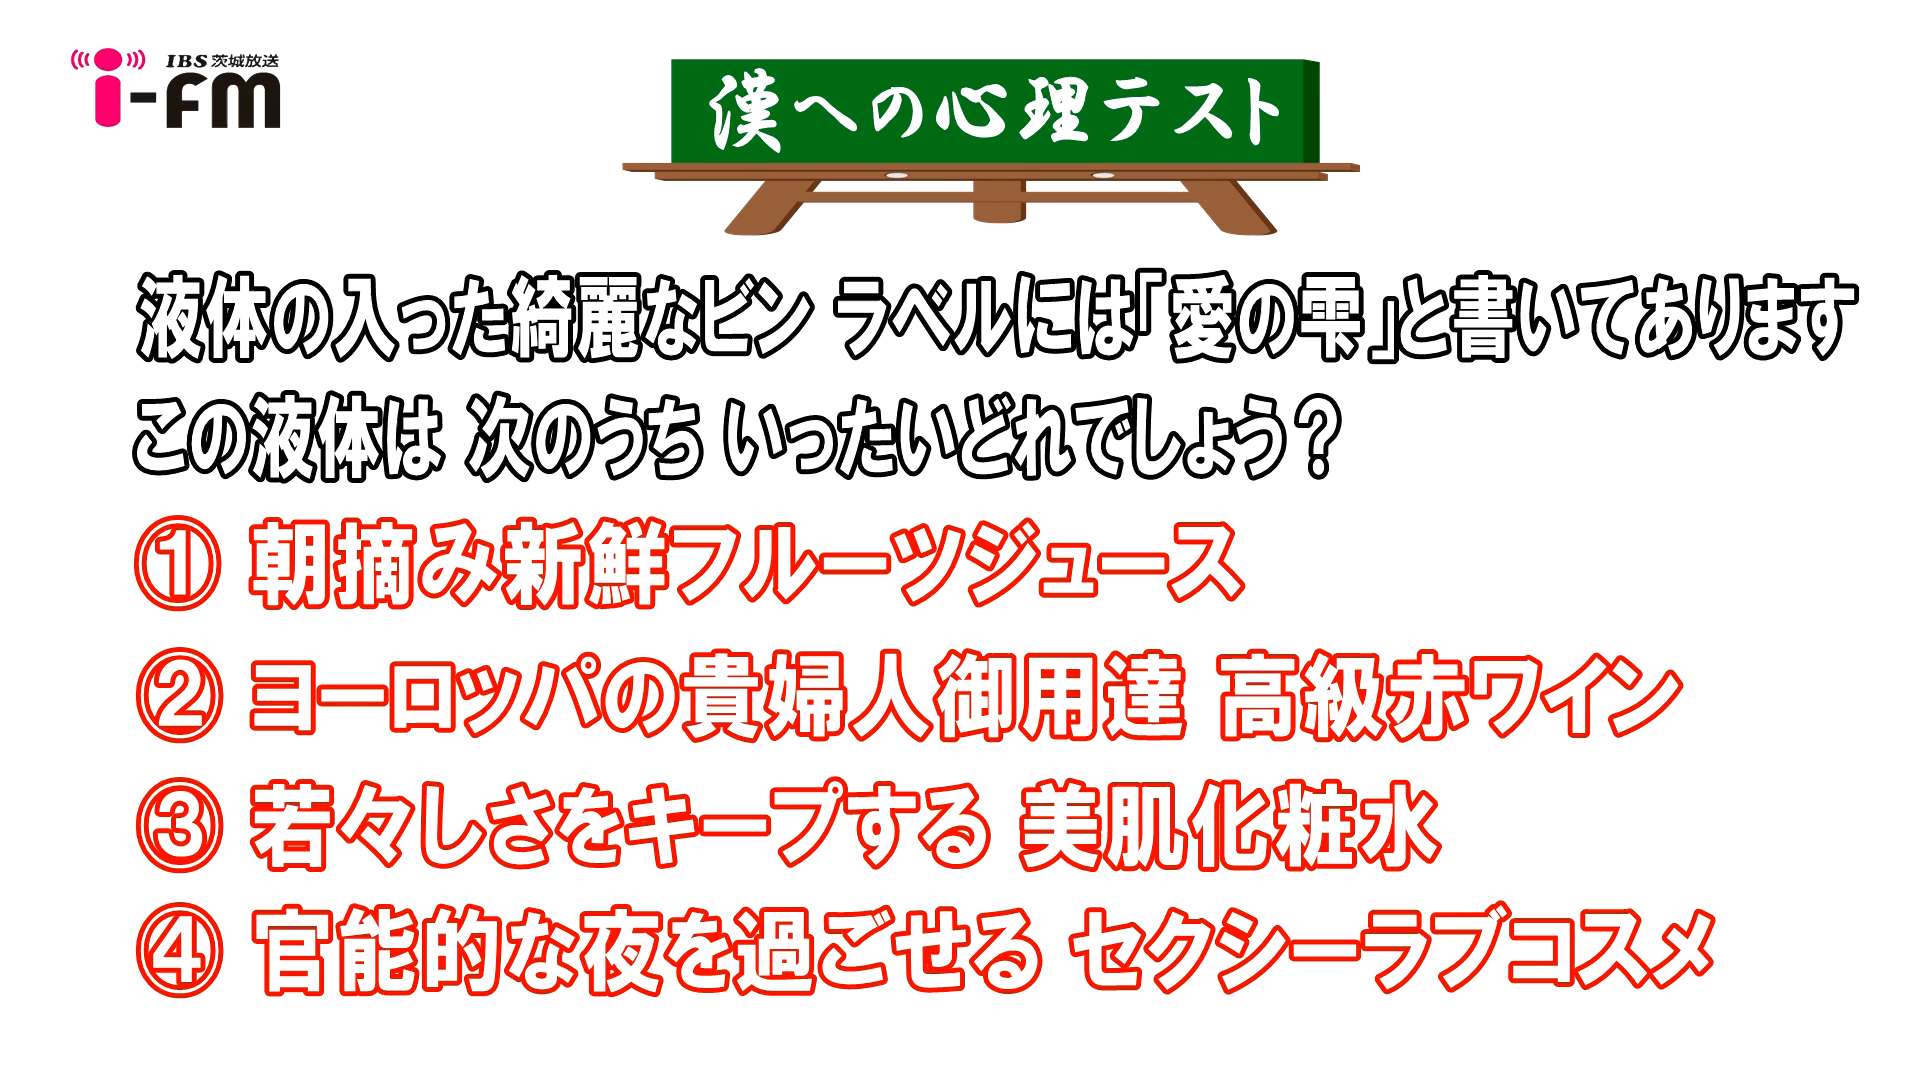 IBS茨城放送
i-fm
漢への心理テスト
液体の入った綺麗なビン ラベルには「愛の雫」と書いてあります
この液体は 次のうち いったいどれでしょう？
① 朝摘み新鮮フルーツジュース
② ヨーロッパの貴婦人御用達 高級赤ワイン
③ 若々しさをキープする 美肌化粧水
④ 官能的な夜を過ごせる セクシーラブコスメ